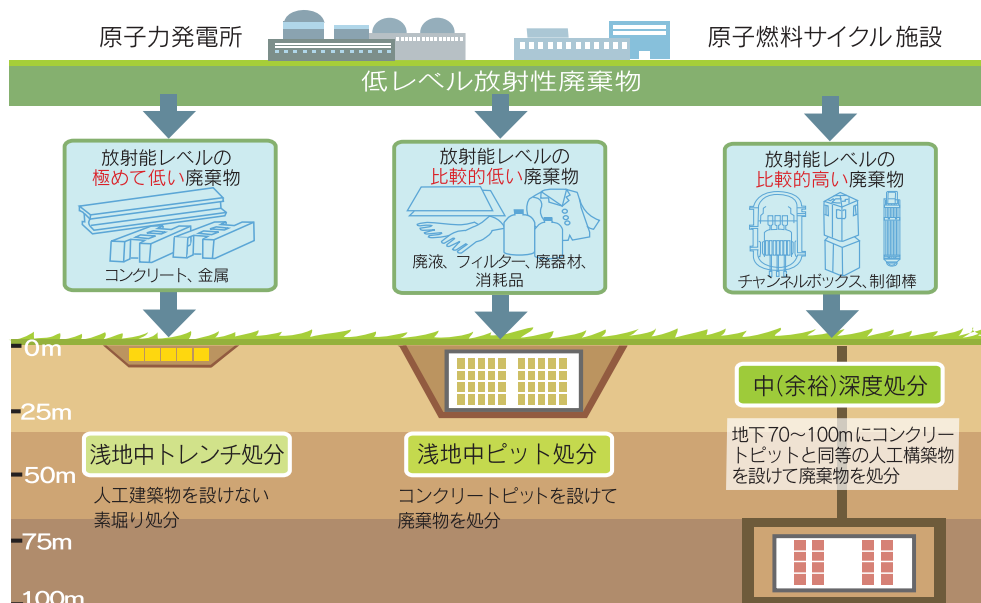 原子力発電所
原子燃料サイクル施設
低レベル放射性廃棄物
放射能レベルの
極めて低い廃棄物
コンクリート、金属
放射能レベルの
比較的低い廃棄物
廃液、フィルター、廃器材、
消耗品
放射能レベルの
比較的高い廃棄物
チャンネルボックス、制御棒
0m
25m
50m
75m
100m
浅地中トレンチ処分
人工建築物を設けない
素堀り処分
浅地中ピット処分
コンクリートピットを設けて
廃棄物を処分
中(余裕)深度処分
地下70～100mにコンクリー
トピットと同等の人工構築物
を設けて廃棄物を処分